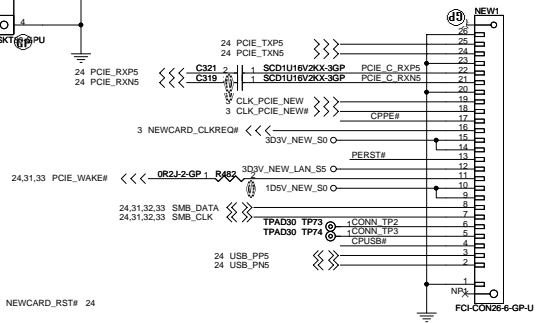 4
SKT
GP
GP
NEW1
26
24 PCIE_TXP5 25
24 PCIE_TXN5 24
23
24 PCIE_RXP5 C321 2 1 SCD1U16V2KX-3GP PCIE_C_RXP5 22
24 PCIE_RXN5 C319 1 SCD1U16V2KX-3GP PCIE_C_RXN5 21
20
3 CLK_PCIE_NEW 19
3 CLK_PCIE_NEW# 18
CPPE# 17
3 NEWCARD_CLKREQ# 16
3D3V_NEW_S0 15
14
PERST# 13
3D3V_NEW_LAN_S5 12
24,31,33 PCIE_WAKE# 0R2J-2-GP 1 R482 2 11
1D5V_NEW_S0 10
9
24,31,32,33 SMB_DATA 8
24,31,32,33 SMB_CLK 7
TPAD30 TP73 1 CONN_TP2 6
TPAD30 TP74 1 CONN_TP3 5
CPUSB# 4
24 USB_PP5 3
24 USB_PN5 2
1
NP1
NEWCARD_RST# 24
FCI-CON26-6-GP-U